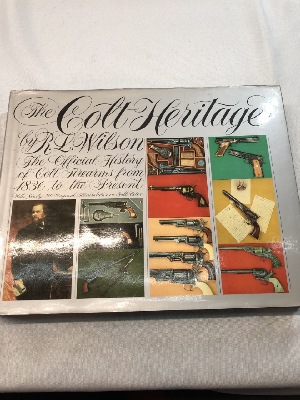 The Colt Heritage
by R.L. Wilson
The Official History
of Colt Firearms from
1836 to the Present